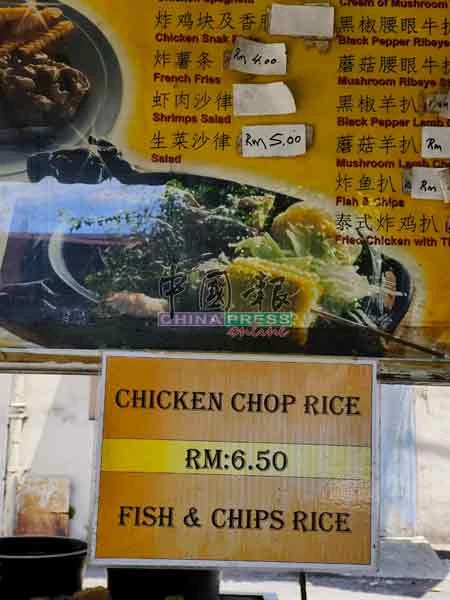 Chicken Spaghetti
炸鸡块及香肠
Chicken Snak
炸薯条
French Fries
RM 4.00
虾肉沙律
Shrimps Salad
生菜沙律
Salad
RM 5.00
Cream of Mushroom
黑椒腰眼牛扒
Black Pepper Ribeye
蘑菇腰眼牛扒
Mushroom Ribeye
黑椒羊扒
Black Pepper Lamb
蘑菇羊扒
Mushroom Lamb Cho
RM
炸鱼扒
Fish & Chips
RM
泰式炸鸡扒
Fried Chicken with T
中國報
CHINA PRESS
online
CHICKEN CHOP RICE
RM:6.50
FISH & CHIPS RICE